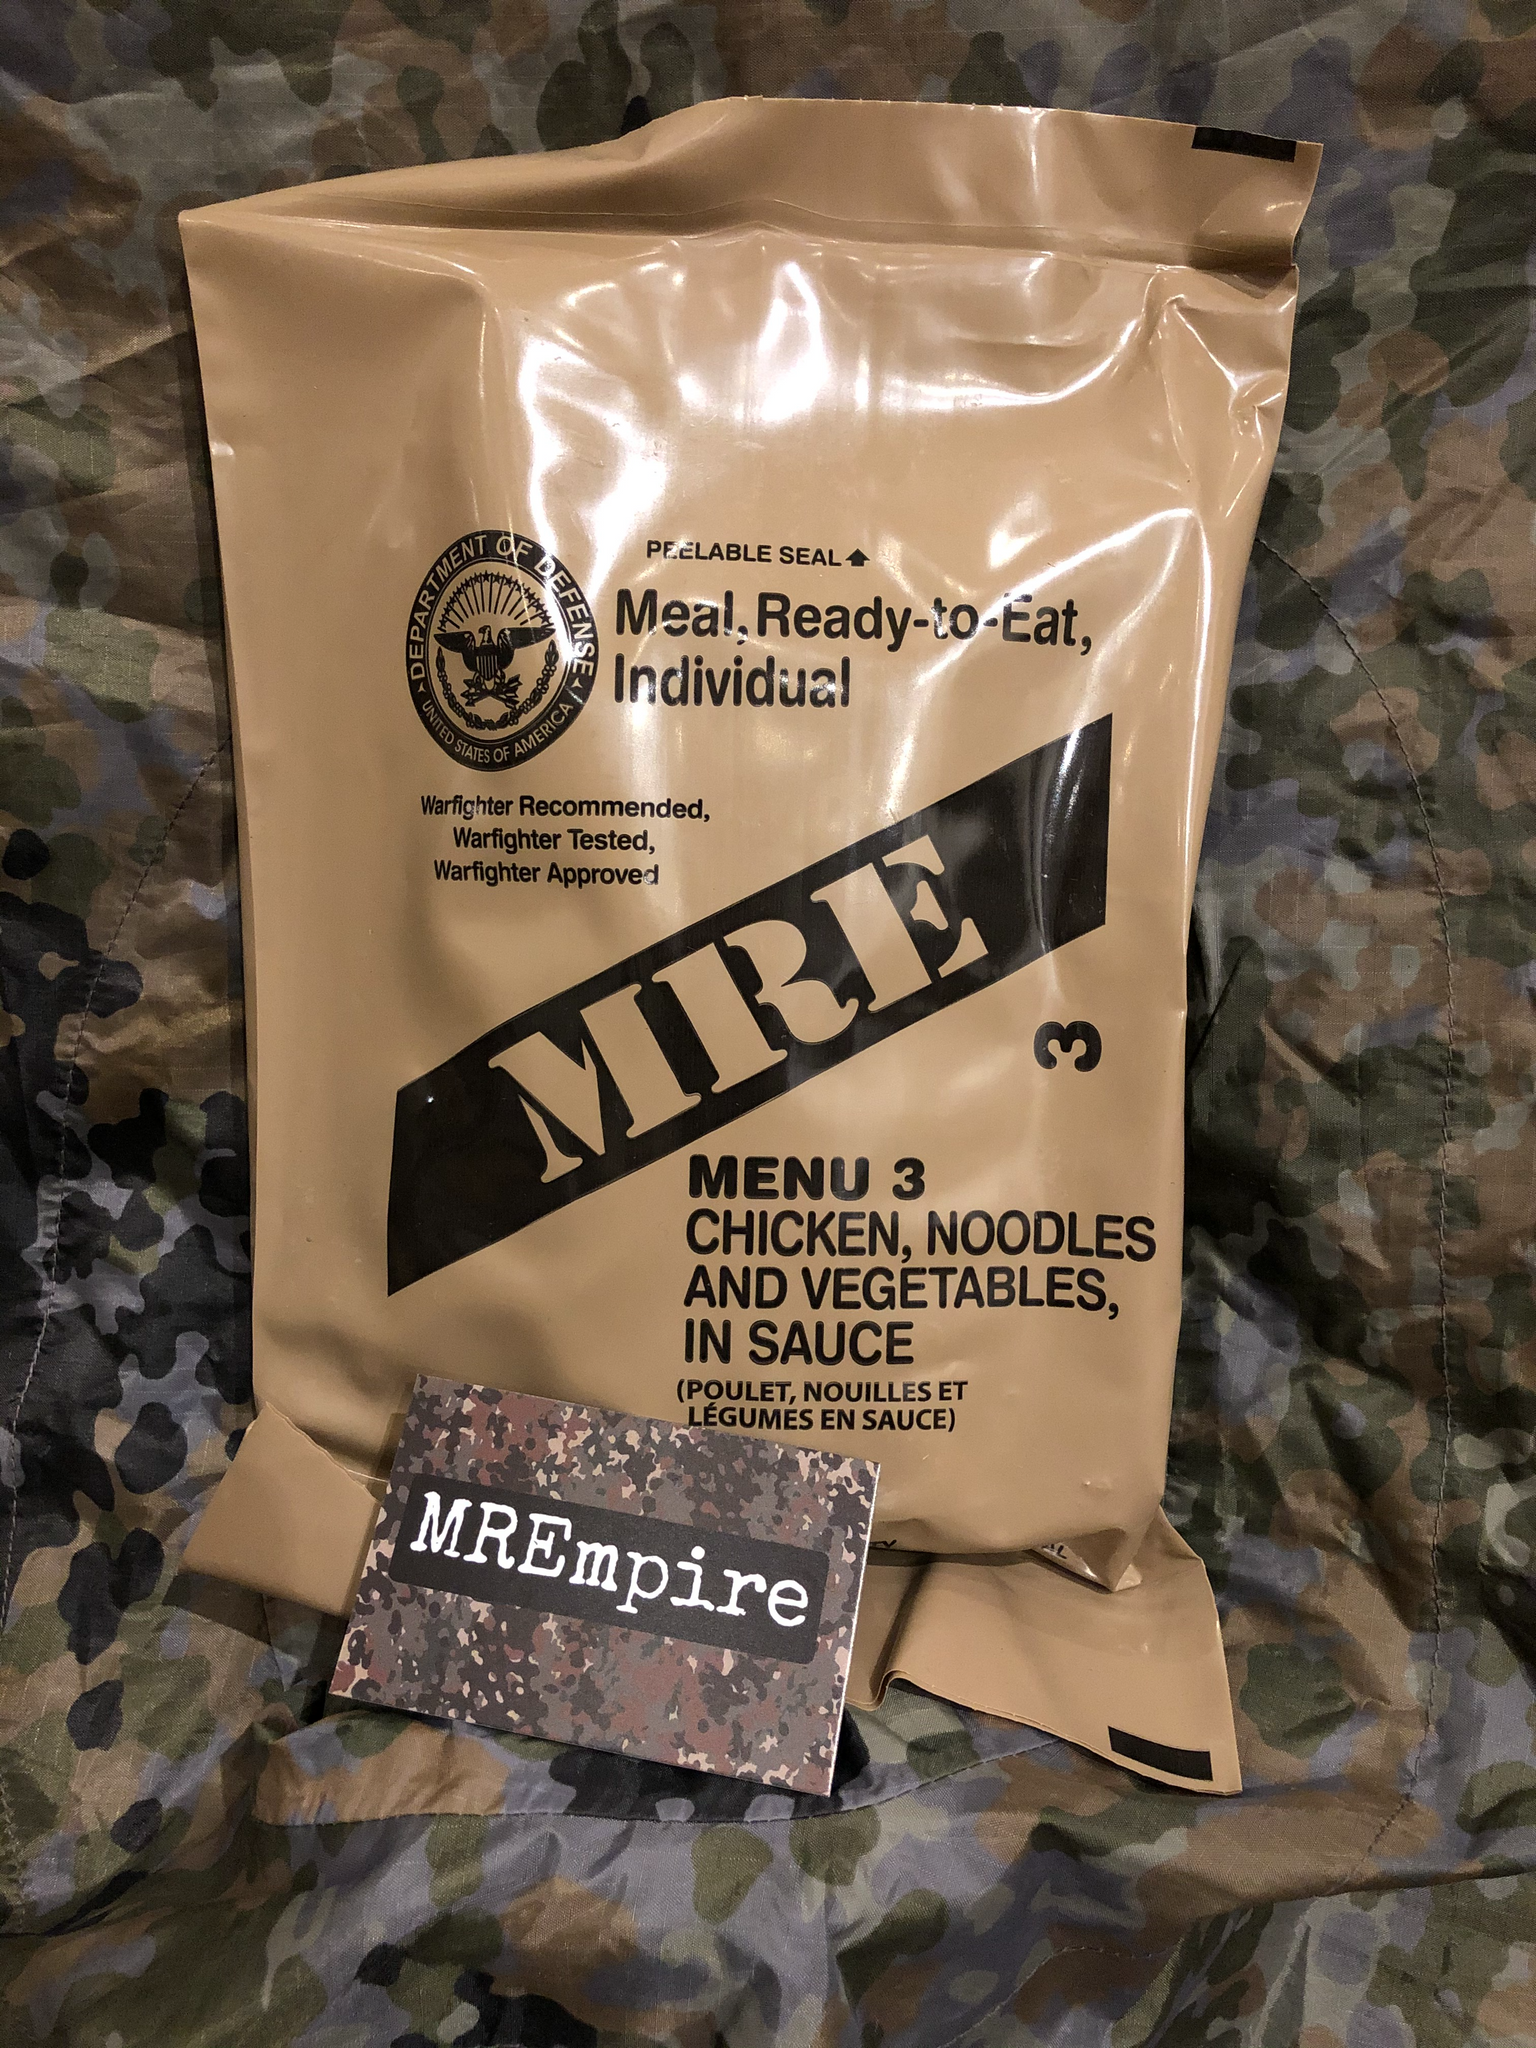 DEPARTMENT OF DEFENSE
UNITED STATES OF AMERICA
PEELABLE SEAL
Meal, Ready-to-Eat,
Individual
Warfighter Recommended,
Warfighter Tested,
Warfighter Approved
MRE
3
MENU 3
CHICKEN, NOODLES
AND VEGETABLES,
IN SAUCE
(POULET, NOUILLES ET
LÉGUMES EN SAUCE)
MREmpire